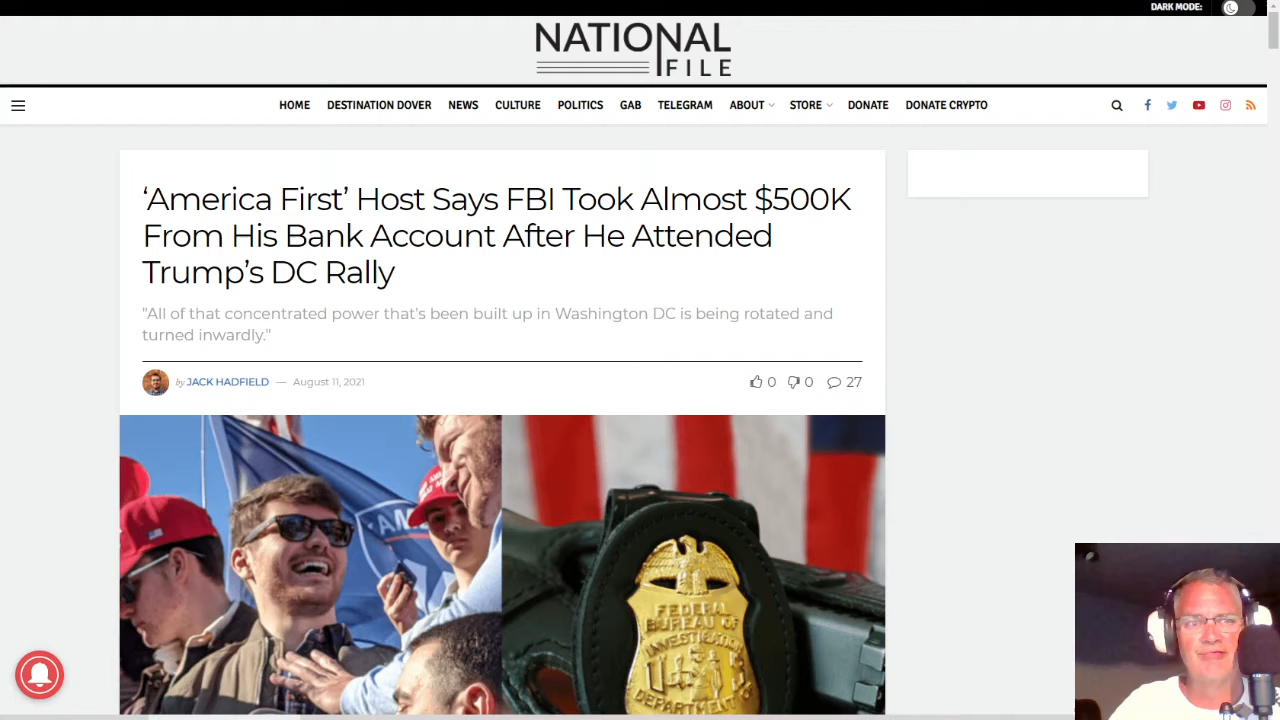 DARK MODE:
NATIONAL
FILE
HOME DESTINATION DOVER NEWS CULTURE POLITICS GAB TELEGRAM ABOUT STORE DONATE DONATE CRYPTO
‘America First’ Host Says FBI Took Almost $500K
From His Bank Account After He Attended
Trump’s DC Rally
"All of that concentrated power that's been built up in Washington DC is being rotated and
turned inwardly."
by JACK HADFIELD — August 11, 2021
0 0 27
FEDERAL
BUREAU OF
INVESTIGATION
DEPARTMENT